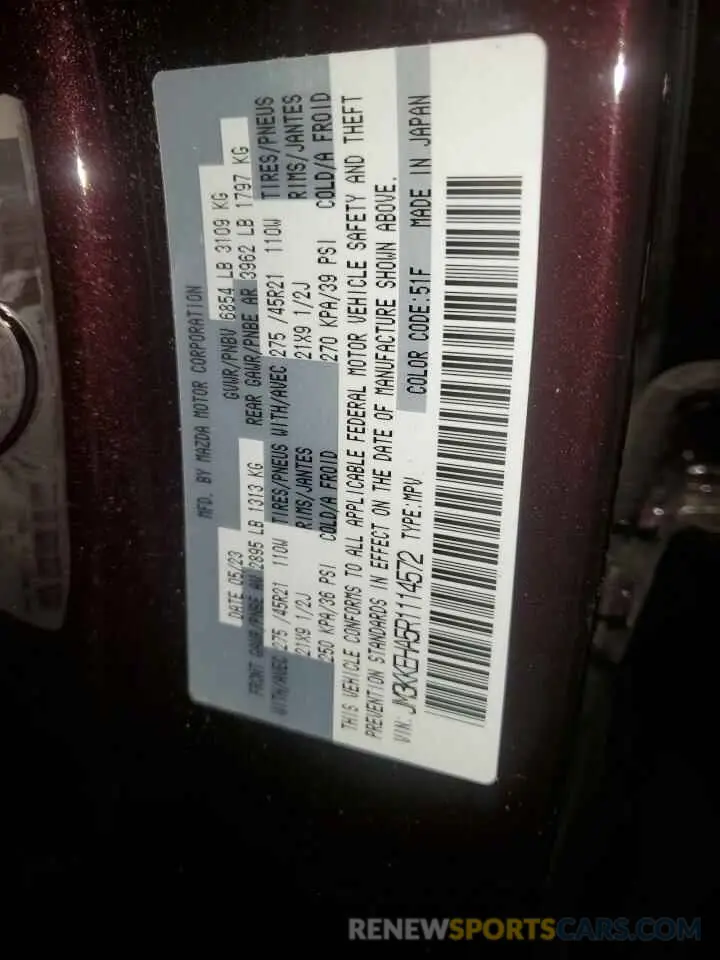 MFD. BY MAZDA MOTOR CORPORATION
DATE 05/23 GVWR/PNBV 6854 LB 3109 KG
FRONT GAWR/PNBE AV 2895 LB 1313 KG REAR GAWR/PNBE AR 3962 LB 1797 KG
WITH/AVEC 275 /45R21 110W TIRES/PNEUS WITH/AVEC 275 /45R21 110W TIRES/PNEUS
21X9 1/2J RIMS/JANTES 21X9 1/2J RIMS/JANTES
250 KPA/36 PSI COLD/A FROID 270 KPA/39 PSI COLD/A FROID
THIS VEHICLE CONFORMS TO ALL APPLICABLE FEDERAL MOTOR VEHICLE SAFETY AND THEFT
PREVENTION STANDARDS IN EFFECT ON THE DATE OF MANUFACTURE SHOWN ABOVE.
VIN: JM3KKEHA5R1114572 TYPE:MPV COLOR CODE:51F MADE IN JAPAN
RENEWSPORTSCARS.COM